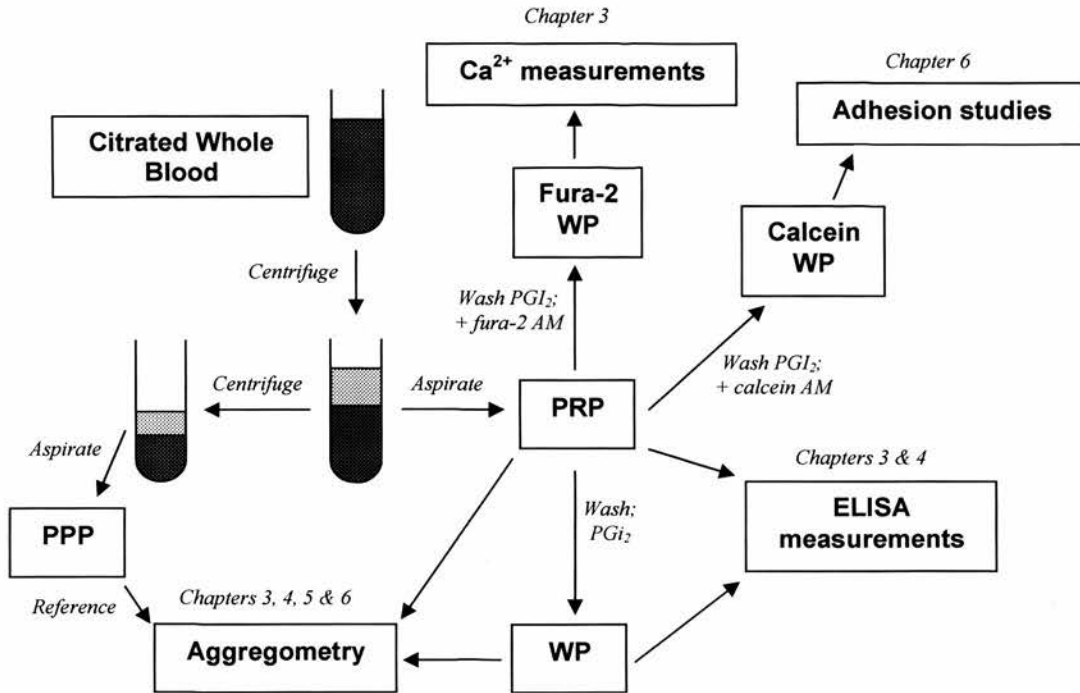 Chapter 3
Ca²⁺ measurements
Chapter 6
Adhesion studies
Citrated Whole
Blood
Fura-2
WP
Calcein
WP
Centrifuge
Wash PGI₂;
+ fura-2 AM
Wash PGI₂;
+ calcein AM
Centrifuge
Aspirate
PRP
Aspirate
Chapters 3 & 4
ELISA
measurements
PPP
Wash;
PGi₂
Reference
Chapters 3, 4, 5 & 6
Aggregometry
WP